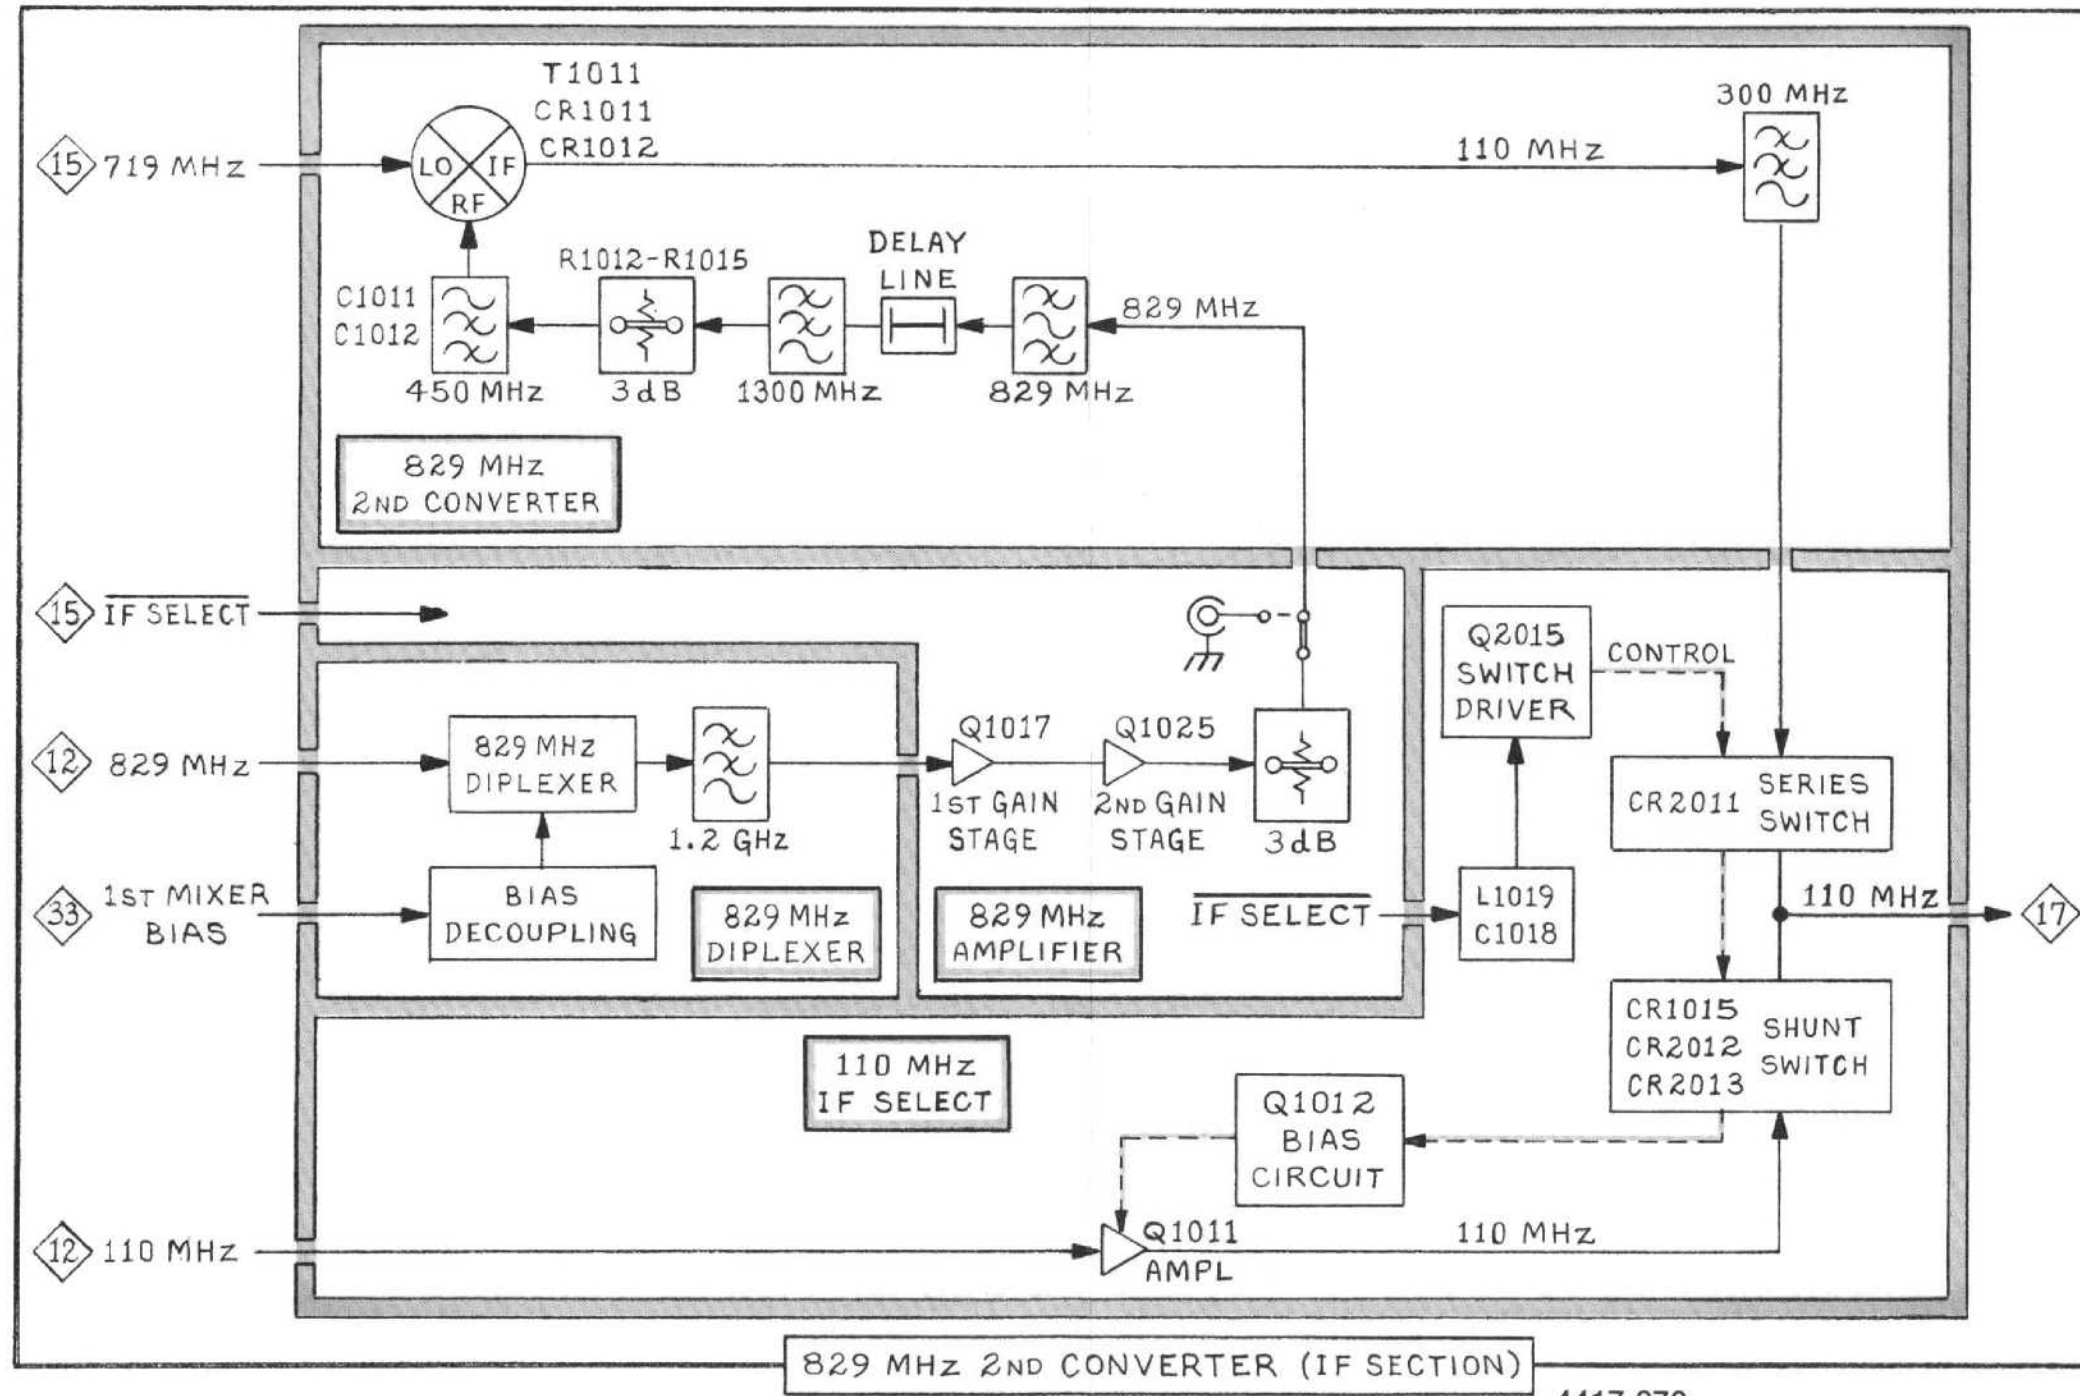 T1011
CR1011
CR1012
300 MHz
15 719 MHz
LO
IF
RF
110 MHz
R1012-R1015
DELAY
LINE
C1011
C1012
829 MHz
450 MHz
3dB
1300 MHz
829 MHz
829 MHz
2ND CONVERTER
15 IF SELECT
Q2015
SWITCH
DRIVER
CONTROL
12 829 MHz
829 MHz
DIPLEXER
1.2 GHz
Q1017
1ST GAIN
STAGE
Q1025
2ND GAIN
STAGE
3dB
CR2011
SERIES
SWITCH
33 1ST MIXER
BIAS
BIAS
DECOUPLING
829 MHz
DIPLEXER
829 MHz
AMPLIFIER
IF SELECT
L1019
C1018
110 MHz
17
CR1015
CR2012
CR2013
SHUNT
SWITCH
110 MHz
IF SELECT
Q1012
BIAS
CIRCUIT
12 110 MHz
Q1011
AMPL
110 MHz
829 MHz 2ND CONVERTER (IF SECTION)